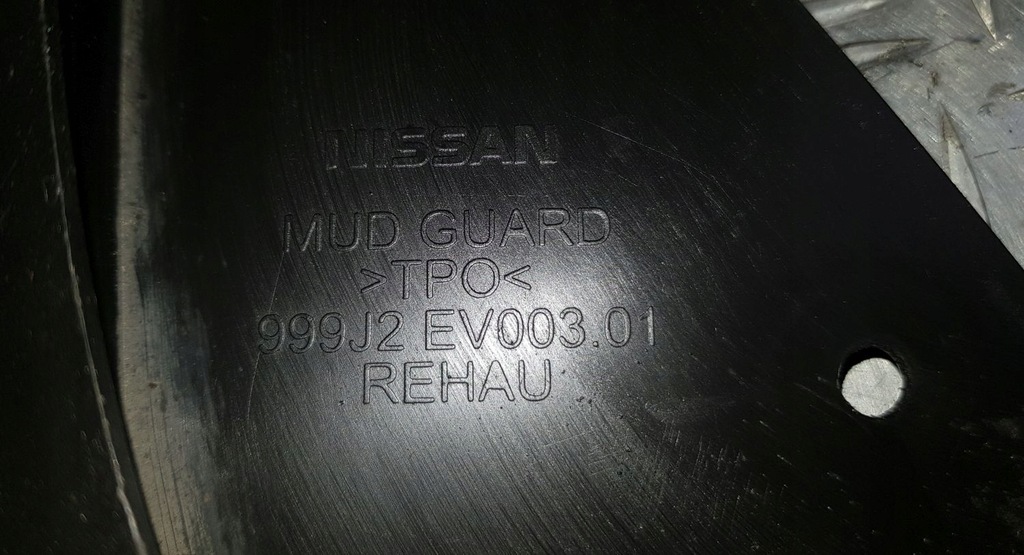 NISSAN
MUD GUARD
>TPO<
999J2 EV003.01
REHAU